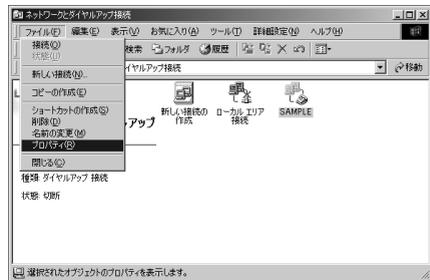 ネットワークとダイヤルアップ接続
ファイル(F) 編集(E) 表示(V) お気に入り(A) ツール(T) 詳細設定(N) ヘルプ(H)
接続(O)
状態(U)
新しい接続(N)...
コピーの作成(E)
ショートカットの作成(S)
削除(D)
名前の変更(M)
プロパティ(R)
閉じる(C)
検索 フォルダ 履歴
イヤルアップ接続 移動
アップ
新しい接続の作成
ローカル エリア接続
SAMPLE
種類: ダイヤルアップ 接続
状態: 切断
選択されたオブジェクトのプロパティを表示します。